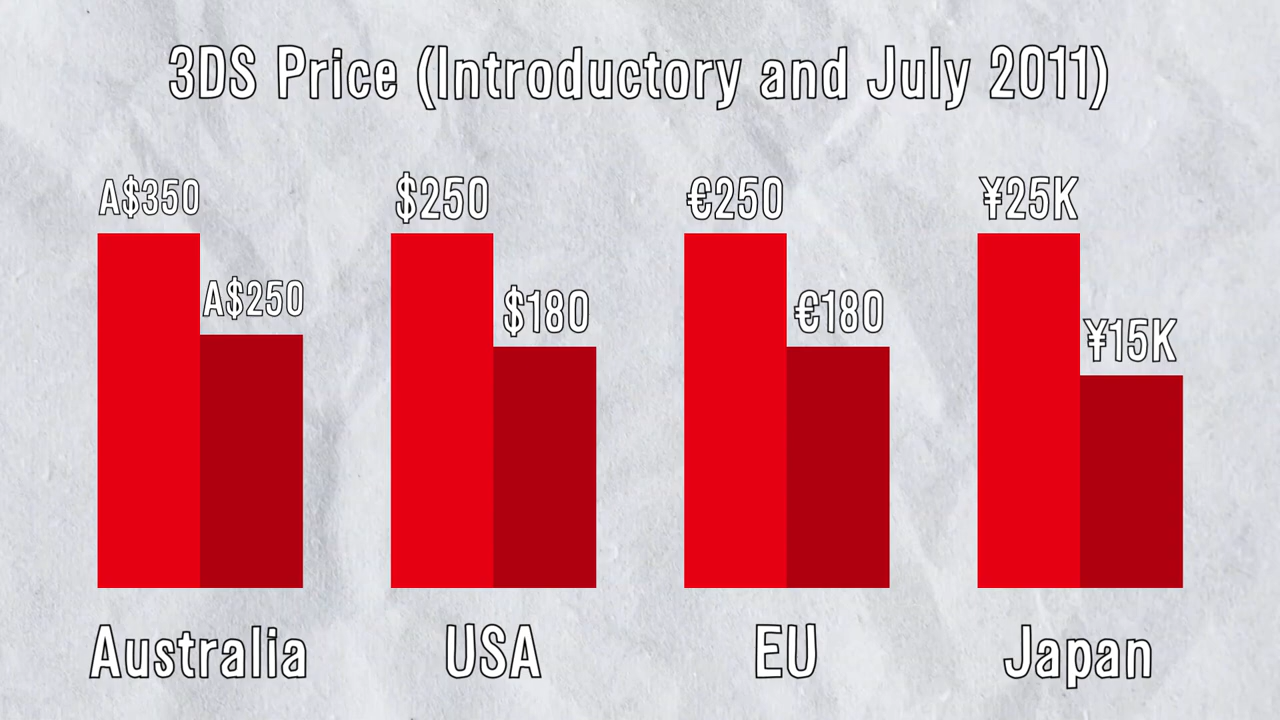 3DS Price (Introductory and July 2011)
A$350
A$250
$250
$180
€250
€180
¥25K
¥15K
Australia
USA
EU
Japan